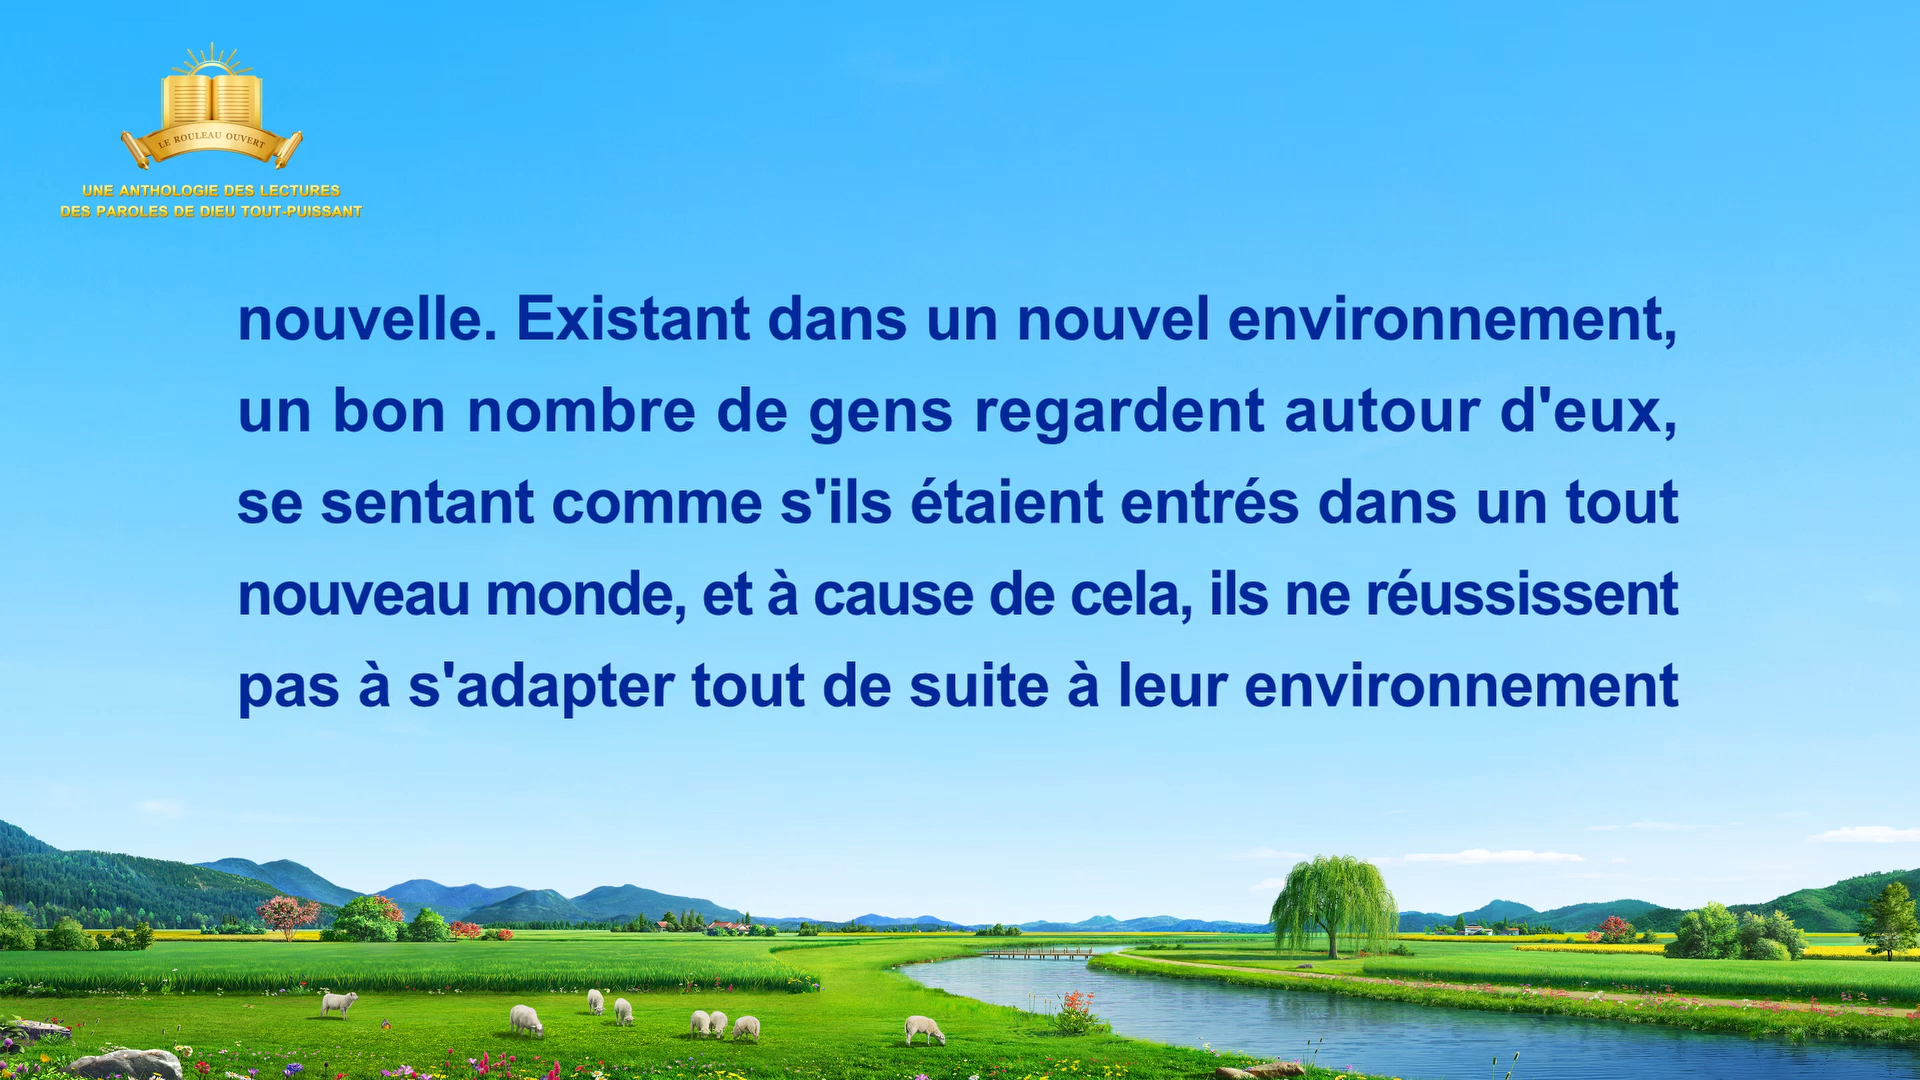 LE ROULEAU OUVERT
UNE ANTHOLOGIE DES LECTURES
DES PAROLES DE DIEU TOUT-PUISSANT
nouvelle. Existant dans un nouvel environnement,
un bon nombre de gens regardent autour d'eux,
se sentant comme s'ils étaient entrés dans un tout
nouveau monde, et à cause de cela, ils ne réussissent
pas à s'adapter tout de suite à leur environnement